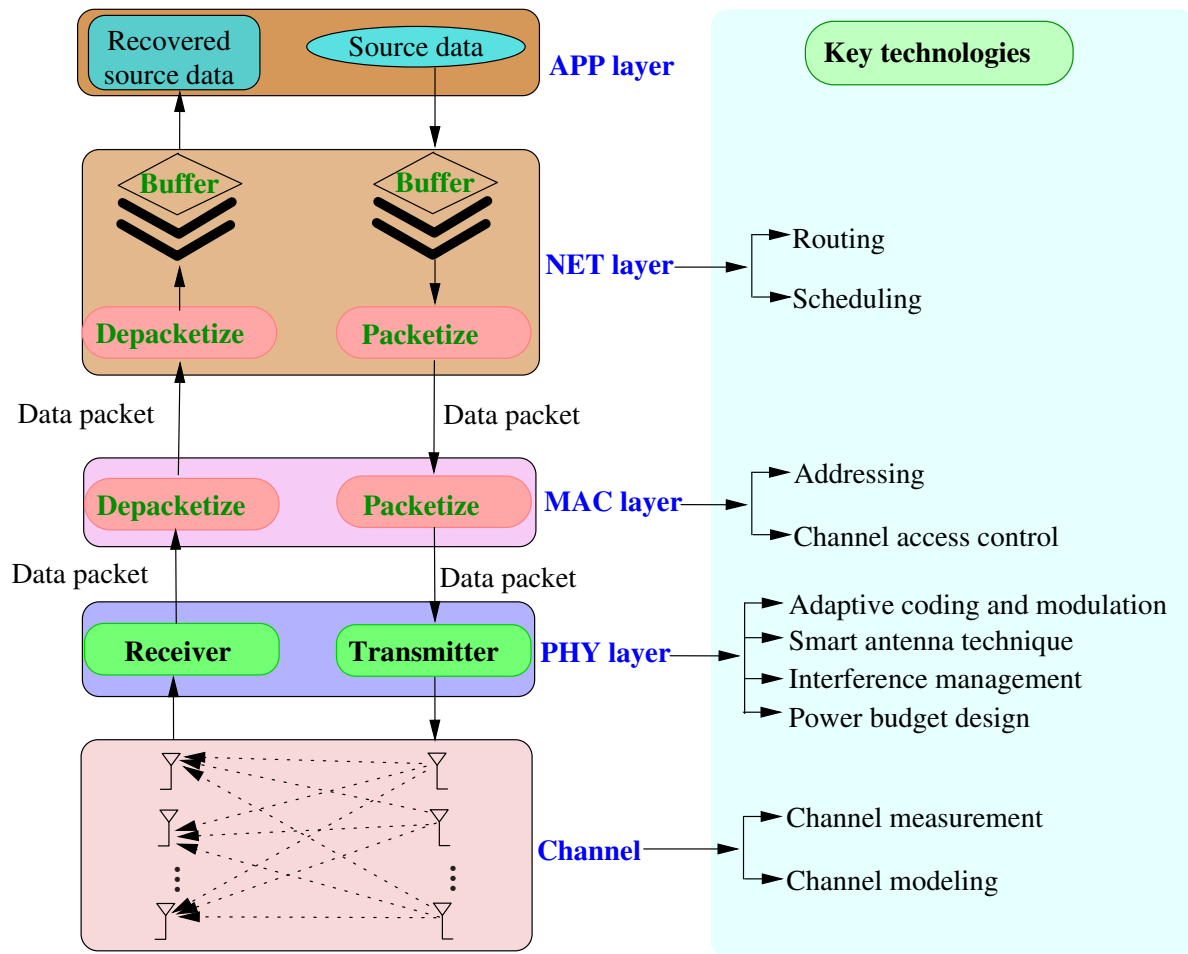 Recovered
source data
Source data
APP layer
Key technologies
Buffer
Buffer
NET layer
Routing
Scheduling
Depacketize
Packetize
Data packet
Data packet
Depacketize
Packetize
MAC layer
Addressing
Channel access control
Data packet
Data packet
Receiver
Transmitter
PHY layer
Adaptive coding and modulation
Smart antenna technique
Interference management
Power budget design
Channel
Channel measurement
Channel modeling